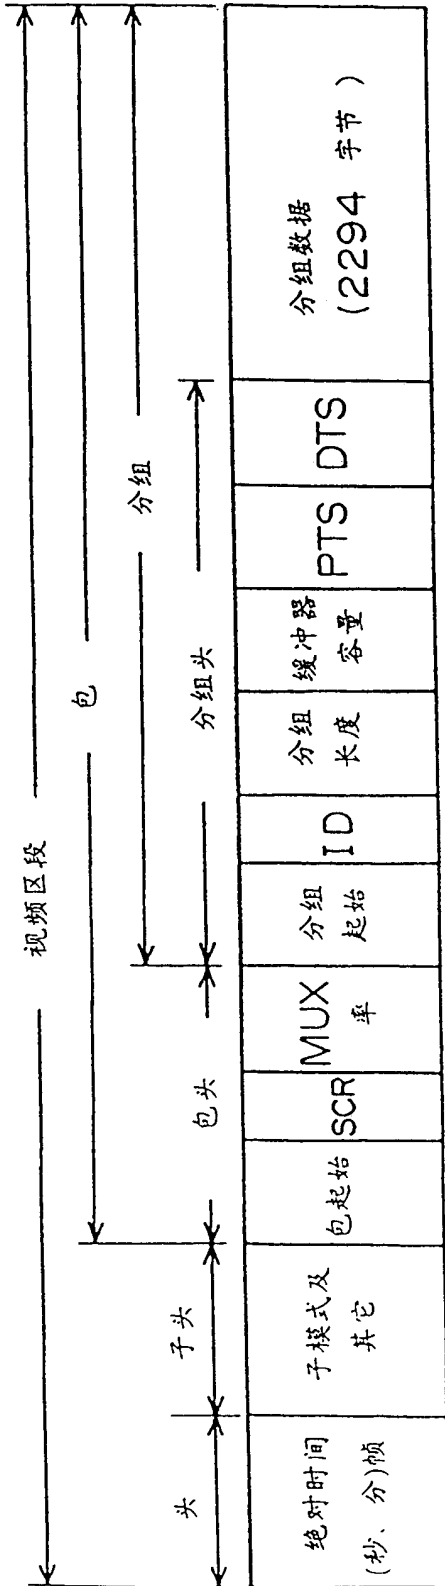 视频区段
包
分组
头
子头
包头
分组头
绝对时间
(秒、分)帧
子模式及
其它
包起始
SCR
MUX
率
分组
起始
ID
分组
长度
缓冲器
容量
PTS
DTS
分组数据
(2294 字节)